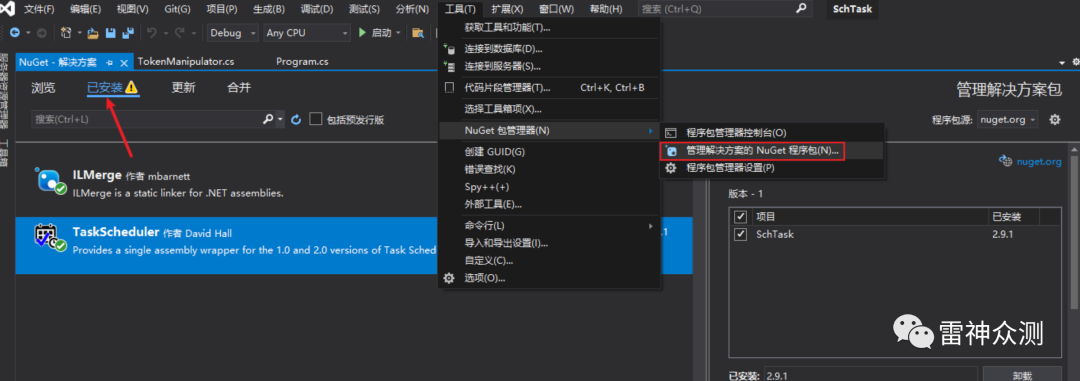 文件(F) 编辑(E) 视图(V) Git(G) 项目(P) 生成(B) 调试(D) 测试(S) 分析(N) 工具(T) 扩展(X) 窗口(W) 帮助(H) 搜索 (Ctrl+Q) SchTask
Debug Any CPU 启动
获取工具和功能(T)...
连接到数据库(D)...
连接到服务器(S)...
代码片段管理器(T)... Ctrl+K, Ctrl+B
选择工具箱项(X)...
NuGet 包管理器(N)
创建 GUID(G)
错误查找(K)
Spy++(+)
外部工具(E)...
命令行(L)
导入和导出设置(I)...
自定义(C)...
选项(O)...
程序包管理器控制台(O)
管理解决方案的 NuGet 程序包(N)...
程序包管理器设置(P)
服务器资源管理器
工具箱
NuGet - 解决方案 TokenManipulator.cs Program.cs
浏览 已安装 更新 合并
搜索(Ctrl+L) 包括预发行版
ILMerge 作者 mbarnett
ILMerge is a static linker for .NET assemblies.
TaskScheduler 作者 David Hall
Provides a single assembly wrapper for the 1.0 and 2.0 versions of Task Sched
管理解决方案包
程序包源: nuget.org
nuget.org
版本 - 1
项目 已安装
SchTask 2.9.1
雷神众测
已安装: 2.9.1 卸载